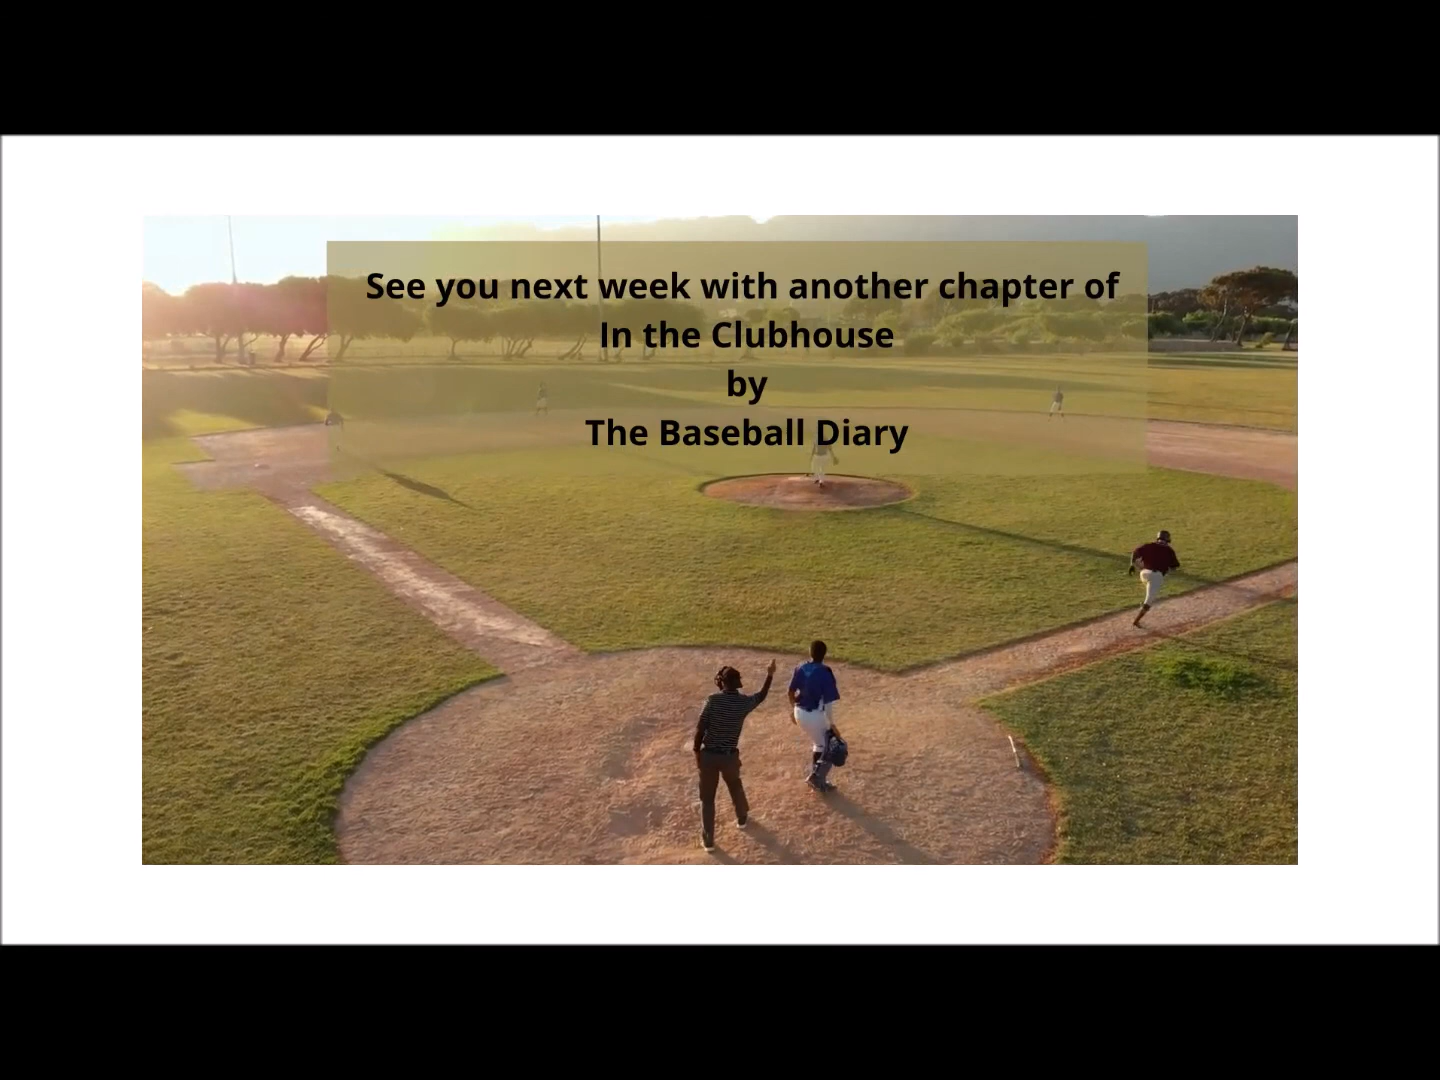 See you next week with another chapter of
In the Clubhouse
by
The Baseball Diary